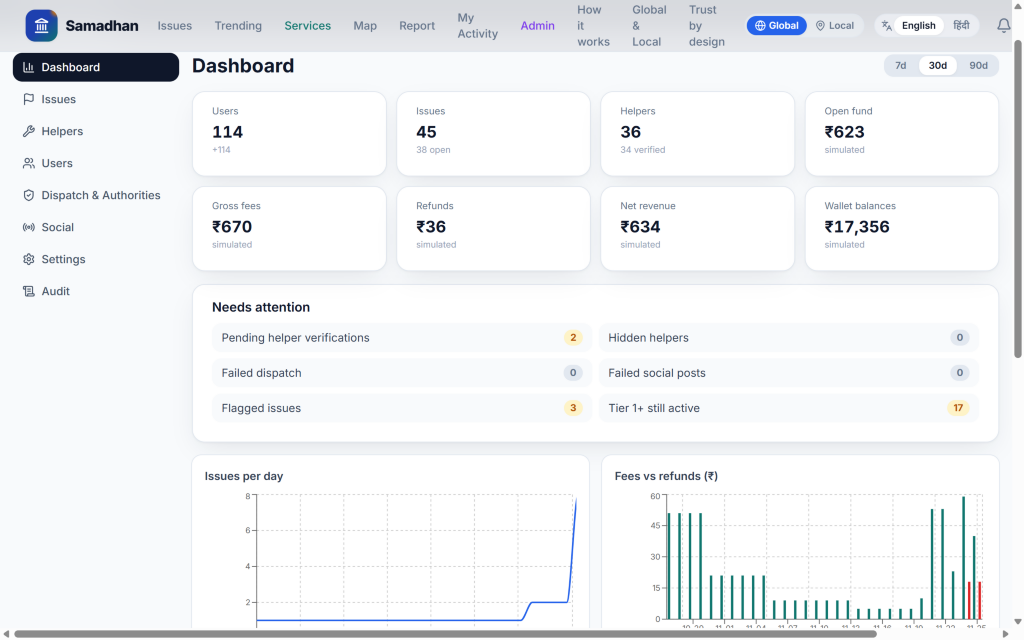 Samadhan
Issues
Trending
Services
Map
Report
My
Activity
Admin
How
it
works
Global
&
Local
Trust
by
design
Global
Local
English
हिंदी
Dashboard
Issues
Helpers
Users
Dispatch & Authorities
Social
Settings
Audit
Dashboard
7d
30d
90d
Users
114
+114
Issues
45
38 open
Helpers
36
34 verified
Open fund
₹623
simulated
Gross fees
₹670
simulated
Refunds
₹36
simulated
Net revenue
₹634
simulated
Wallet balances
₹17,356
simulated
Needs attention
Pending helper verifications 2
Hidden helpers 0
Failed dispatch 0
Failed social posts 0
Flagged issues 3
Tier 1+ still active 17
Issues per day
8
6
4
2
Fees vs refunds (₹)
60
45
30
15
0